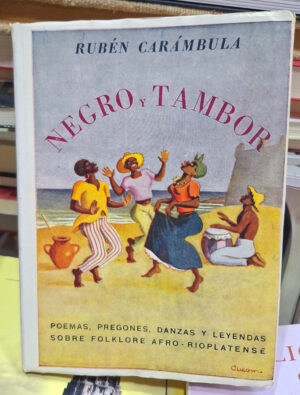 RUBÉN CARÁMBULA
NEGRO Y TAMBOR
POEMAS, PREGONES, DANZAS Y LEYENDAS
SOBRE FOLKLORE AFRO-RIOPLATENSE